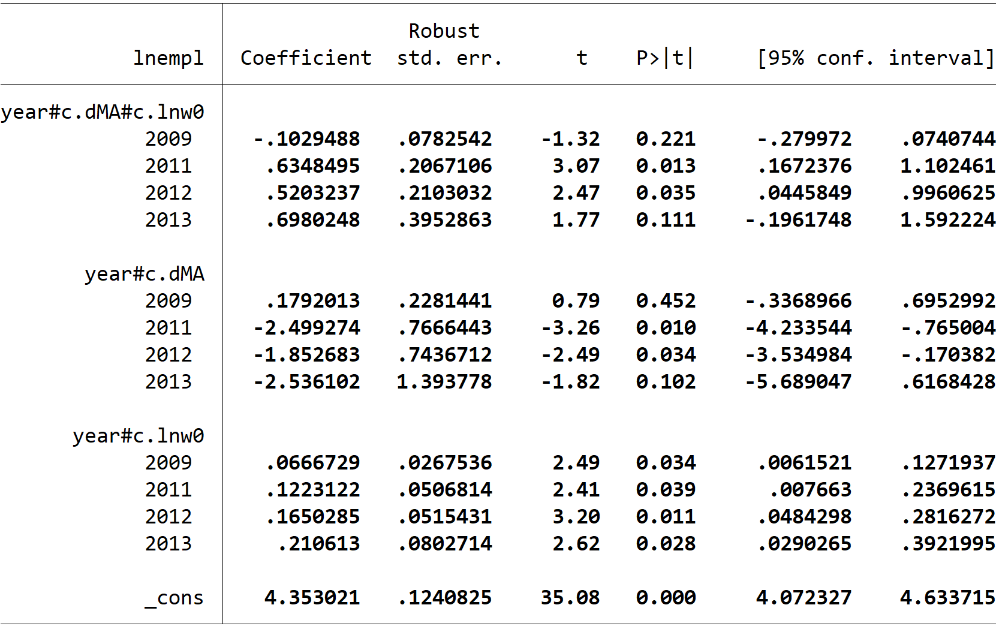 Robust
lnempl Coefficient std. err. t P>|t| [95% conf. interval]
year#c.dMA#c.lnw0
2009 -.1029488 .0782542 -1.32 0.221 -.279972 .0740744
2011 .6348495 .2067106 3.07 0.013 .1672376 1.102461
2012 .5203237 .2103032 2.47 0.035 .0445849 .9960625
2013 .6980248 .3952863 1.77 0.111 -.1961748 1.592224
year#c.dMA
2009 .1792013 .2281441 0.79 0.452 -.3368966 .6952992
2011 -2.499274 .7666443 -3.26 0.010 -4.233544 -.765004
2012 -1.852683 .7436712 -2.49 0.034 -3.534984 -.170382
2013 -2.536102 1.393778 -1.82 0.102 -5.689047 .6168428
year#c.lnw0
2009 .0666729 .0267536 2.49 0.034 .0061521 .1271937
2011 .1223122 .0506814 2.41 0.039 .007663 .2369615
2012 .1650285 .0515431 3.20 0.011 .0484298 .2816272
2013 .210613 .0802714 2.62 0.028 .0290265 .3921995
_cons 4.353021 .1240825 35.08 0.000 4.072327 4.633715